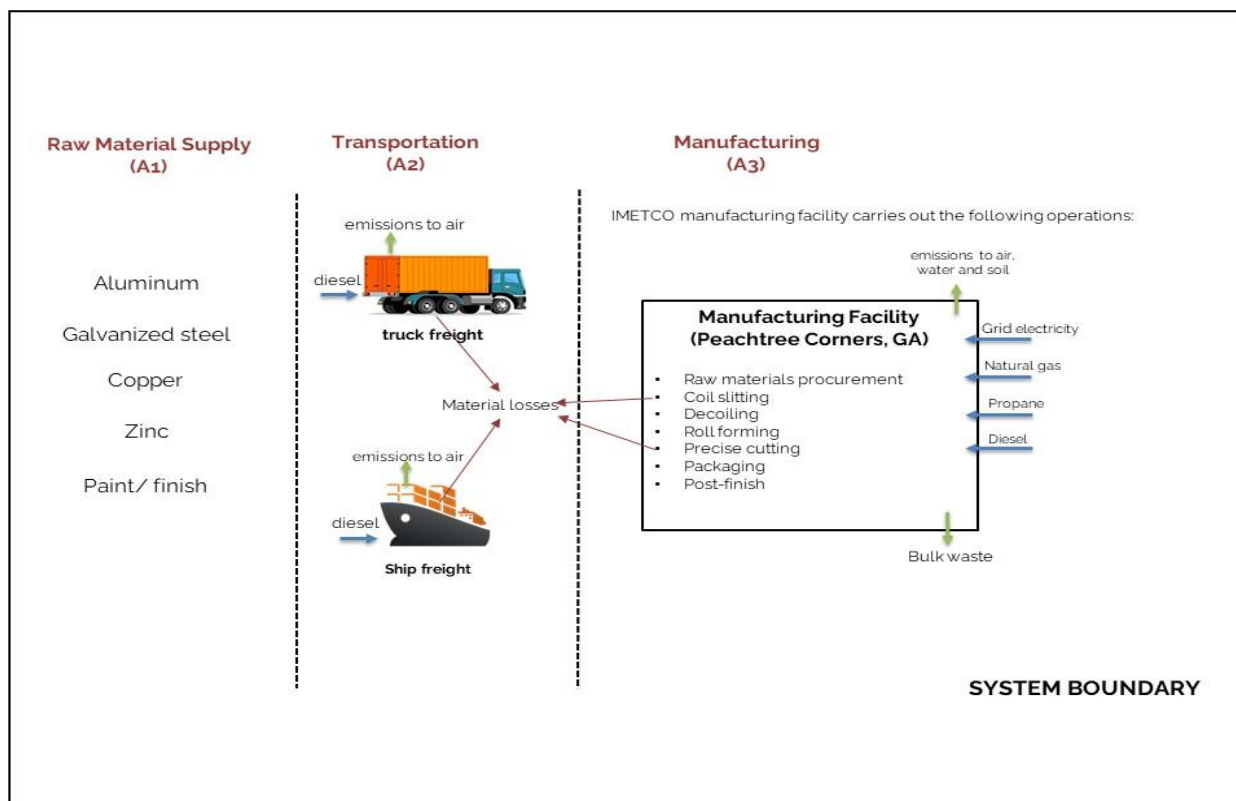 Raw Material Supply
(A1)
Aluminum
Galvanized steel
Copper
Zinc
Paint/ finish
Transportation
(A2)
emissions to air
diesel
truck freight
Material losses
emissions to air
diesel
Ship freight
Manufacturing
(A3)
IMETCO manufacturing facility carries out the following operations:
emissions to air,
water and soil
Manufacturing Facility
(Peachtree Corners, GA)
• Raw materials procurement
• Coil slitting
• Decoiling
• Roll forming
• Precise cutting
• Packaging
• Post-finish
Grid electricity
Natural gas
Propane
Diesel
Bulk waste
SYSTEM BOUNDARY